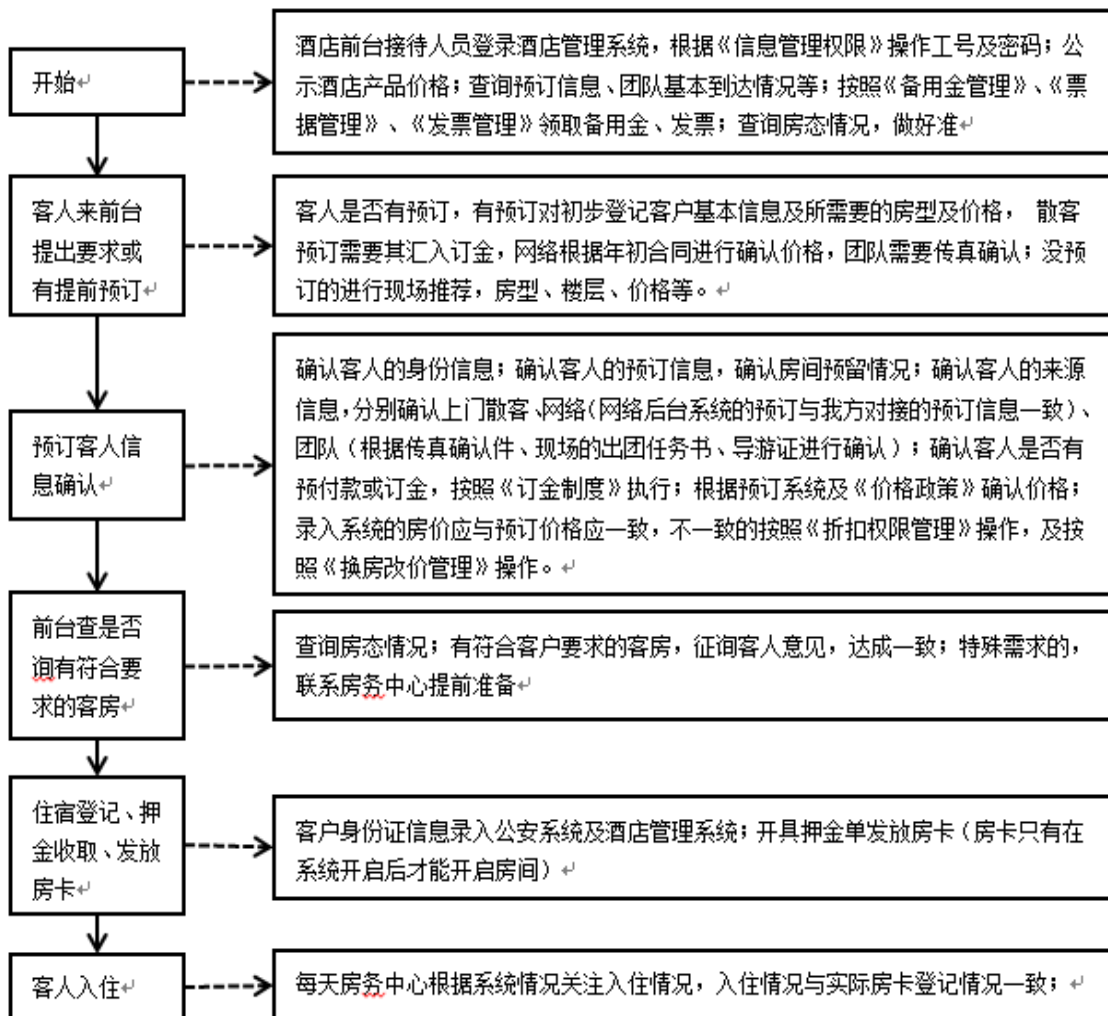 开始
酒店前台接待人员登录酒店管理系统，根据《信息管理权限》操作工号及密码；公
示酒店产品价格；查询预订信息、团队基本到达情况等；按照《备用金管理》、《票
据管理》、《发票管理》领取备用金、发票；查询房态情况，做好准
客人来前台
提出要求或
有提前预订
客人是否有预订，有预订对初步登记客户基本信息及所需要的房型及价格， 散客
预订需要其汇入订金，网络根据年初合同进行确认价格，团队需要传真确认；没预
订的进行现场推荐，房型、楼层、价格等。
预订客人信
息确认
确认客人的身份信息；确认客人的预订信息，确认房间预留情况；确认客人的来源
信息，分别确认上门散客、网络（网络后台系统的预订与我方对接的预订信息一致）、
团队（根据传真确认件、现场的出团任务书、导游证进行确认）；确认客人是否有
预付款或订金，按照《订金制度》执行；根据预订系统及《价格政策》确认价格；
录入系统的房价应与预订价格应一致，不一致的按照《折扣权限管理》操作，及按
照《换房改价管理》操作。
前台查是否
询有符合要
求的客房
查询房态情况；有符合客户要求的客房，征询客人意见，达成一致；特殊需求的，
联系房务中心提前准备
住宿登记、押
金收取、发放
房卡
客户身份证信息录入公安系统及酒店管理系统；开具押金单发放房卡（房卡只有在
系统开启后才能开启房间）
客人入住
每天房务中心根据系统情况关注入住情况，入住情况与实际房卡登记情况一致；